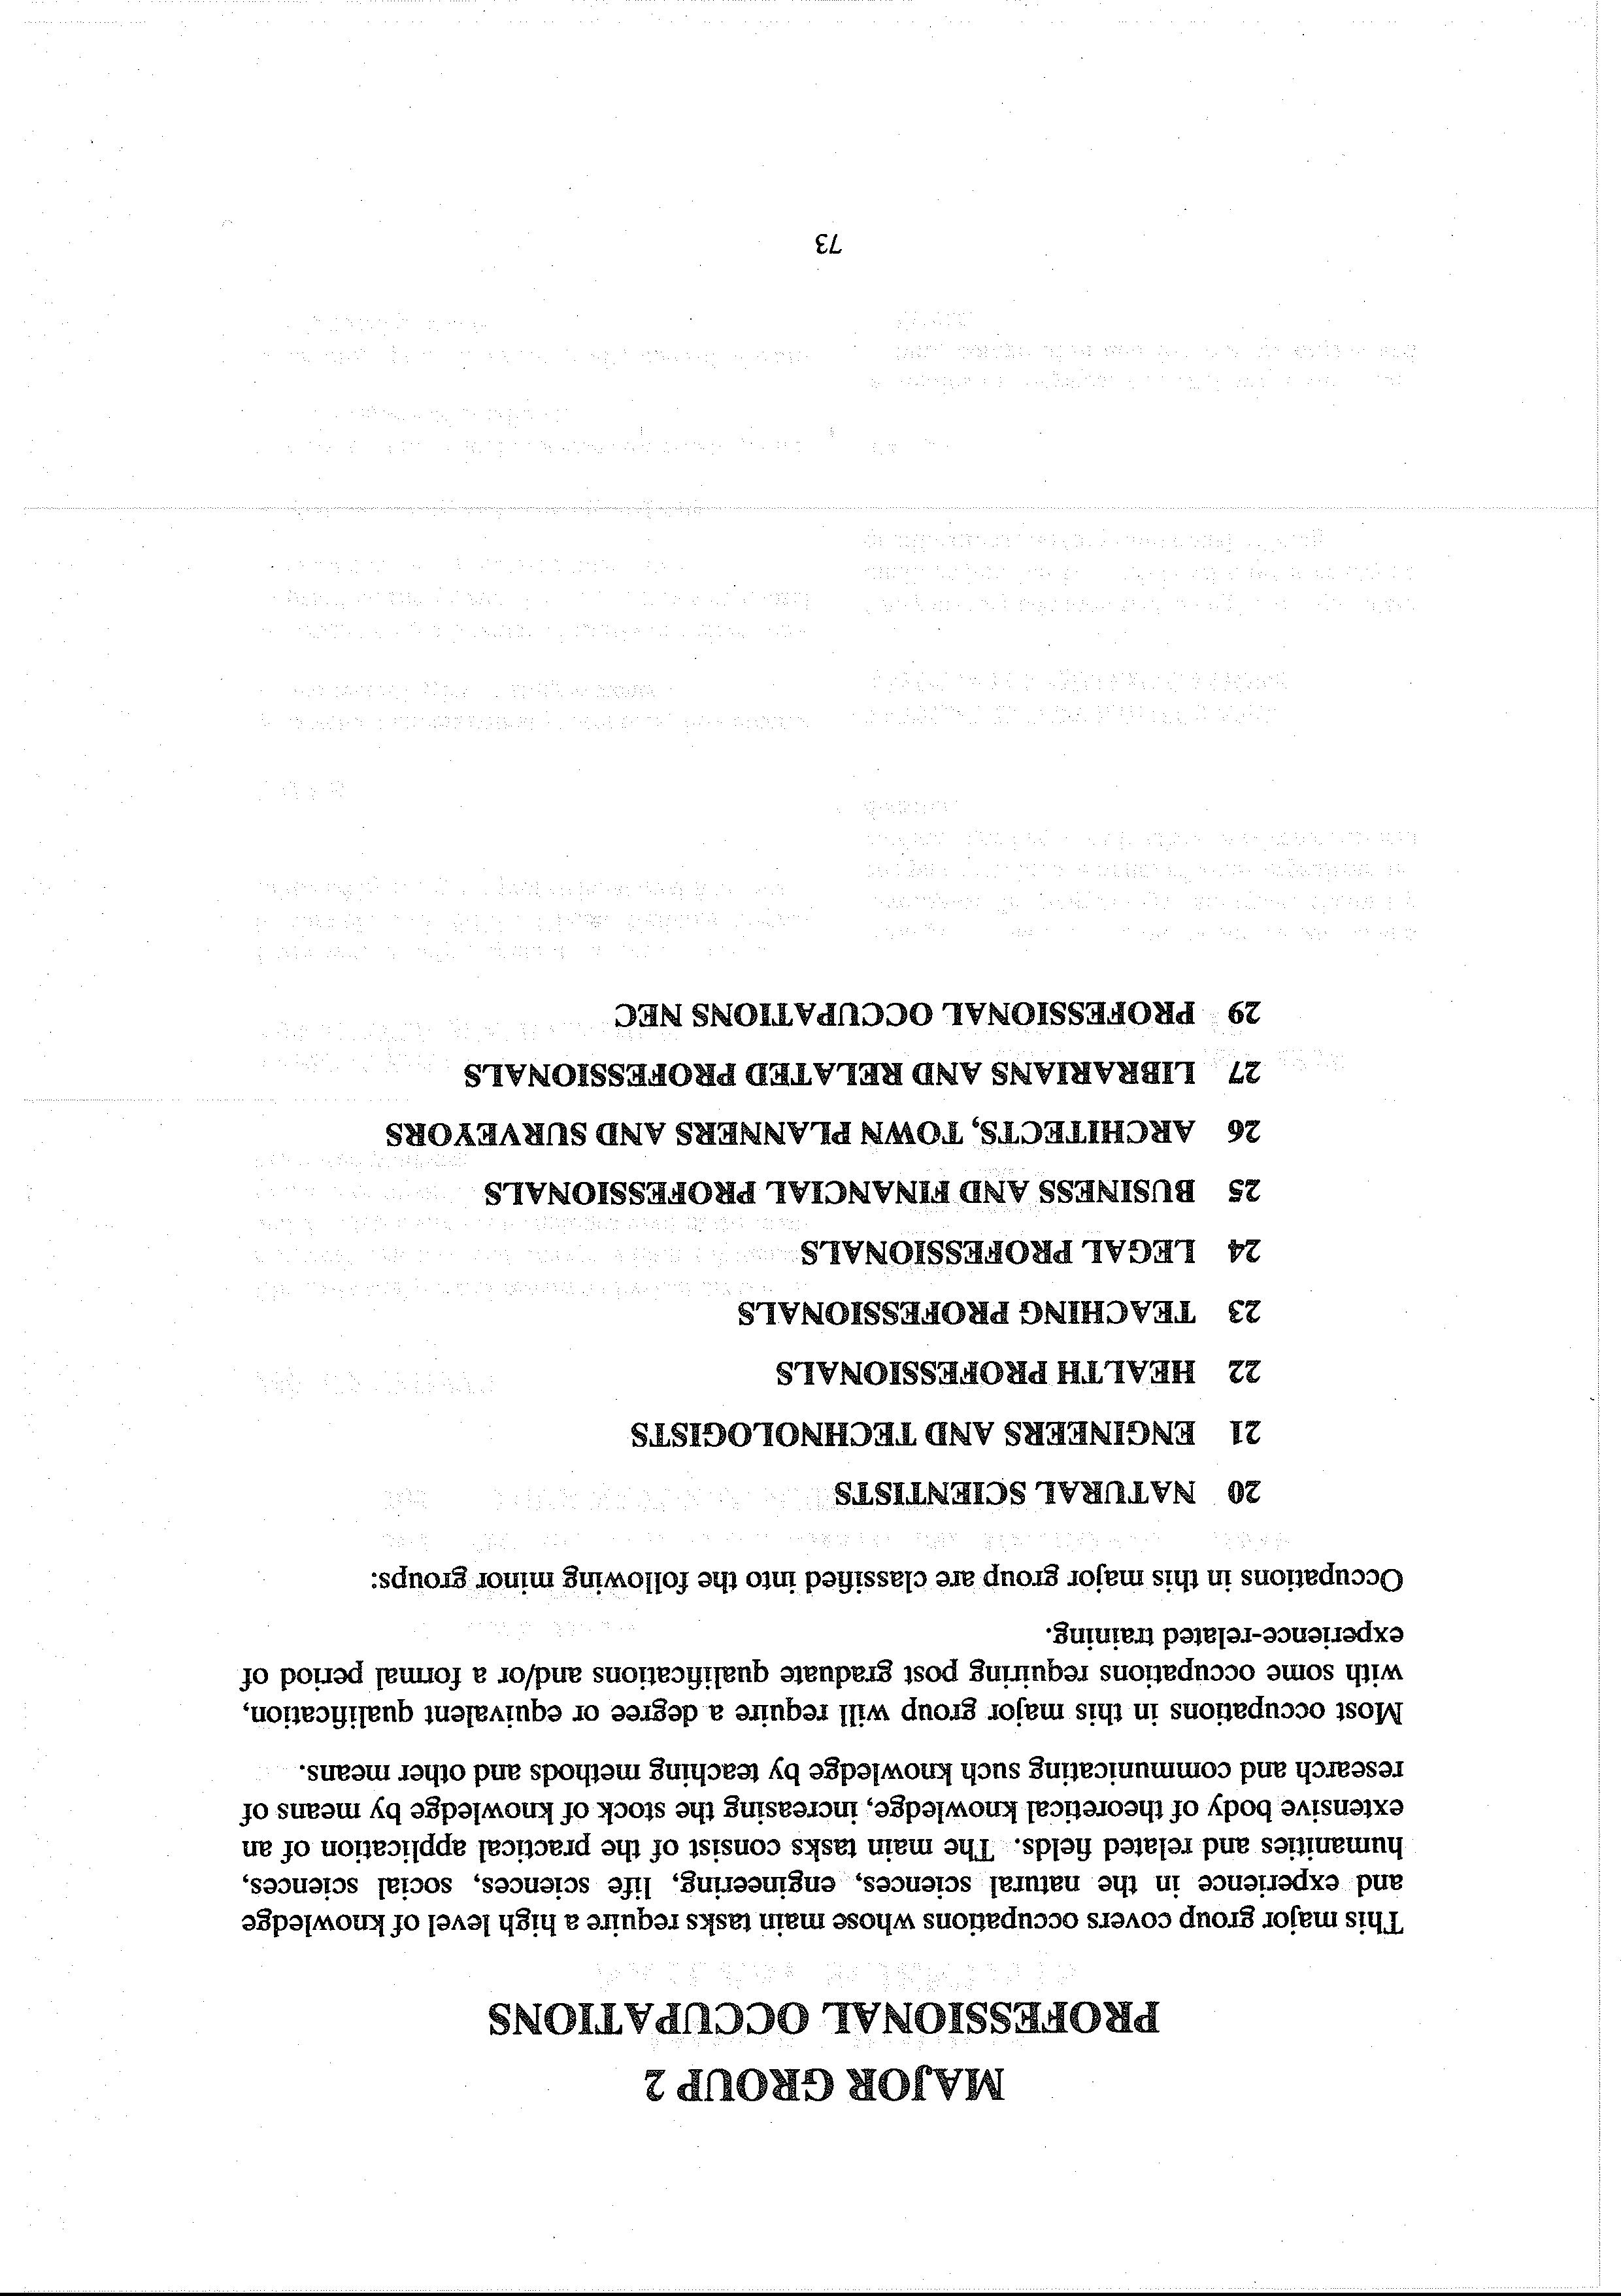 MAJOR GROUP 2
PROFESSIONAL OCCUPATIONS
This major group covers occupations whose main tasks require a high level of knowledge
and experience in the natural sciences, engineering, life sciences, social sciences,
humanities and related fields. The main tasks consist of the practical application of an
extensive body of theoretical knowledge, increasing the stock of knowledge by means of
research and communicating such knowledge by teaching methods and other means.
Most occupations in this major group will require a degree or equivalent qualification,
with some occupations requiring post graduate qualifications and/or a formal period of
experience-related training.
Occupations in this major group are classified into the following minor groups:
20 NATURAL SCIENTISTS
21 ENGINEERS AND TECHNOLOGISTS
22 HEALTH PROFESSIONALS
23 TEACHING PROFESSIONALS
24 LEGAL PROFESSIONALS
25 BUSINESS AND FINANCIAL PROFESSIONALS
26 ARCHITECTS, TOWN PLANNERS AND SURVEYORS
27 LIBRARIANS AND RELATED PROFESSIONALS
29 PROFESSIONAL OCCUPATIONS NEC
73